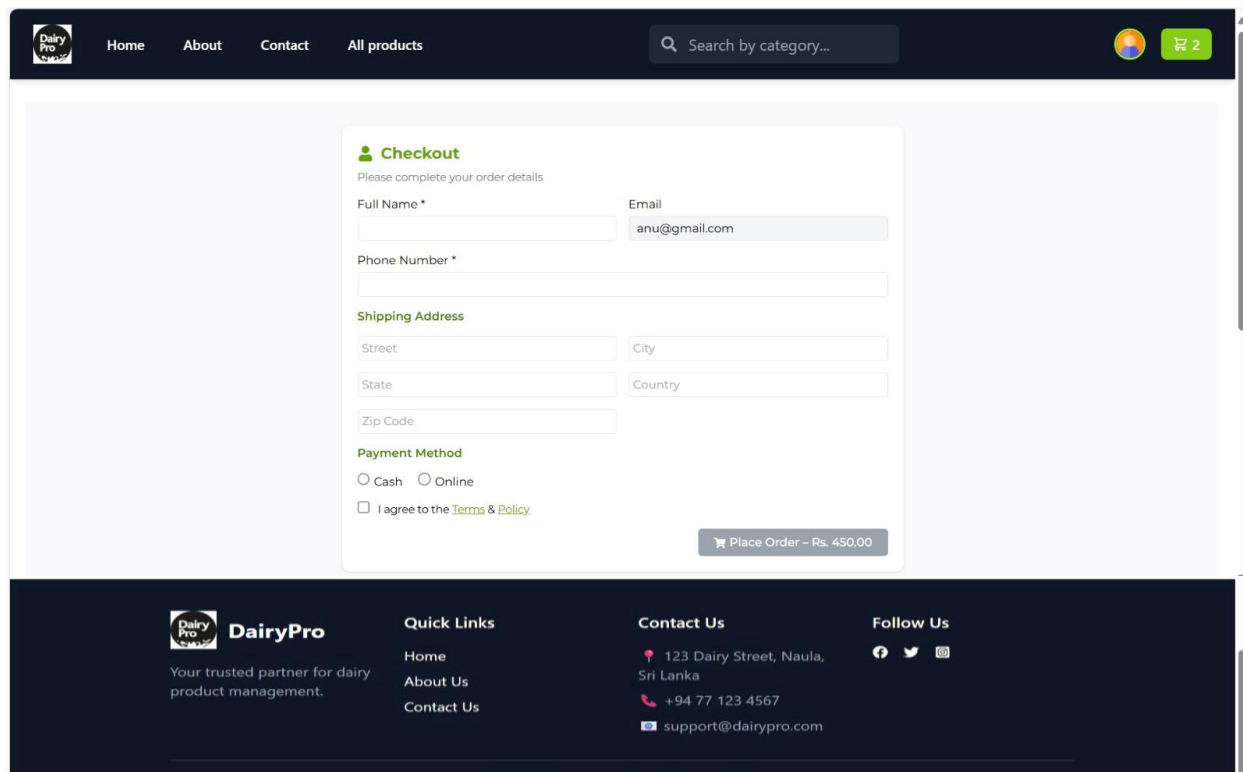 Dairy Pro
Home About Contact All products Search by category... 2
Checkout
Please complete your order details
Full Name * Email
anu@gmail.com
Phone Number *
Shipping Address
Street City
State Country
Zip Code
Payment Method
Cash Online
I agree to the Terms & Policy
Place Order – Rs. 450.00
Dairy Pro
DairyPro
Your trusted partner for dairy
product management.
Quick Links
Home
About Us
Contact Us
Contact Us
123 Dairy Street, Naula,
Sri Lanka
+94 77 123 4567
support@dairypro.com
Follow Us